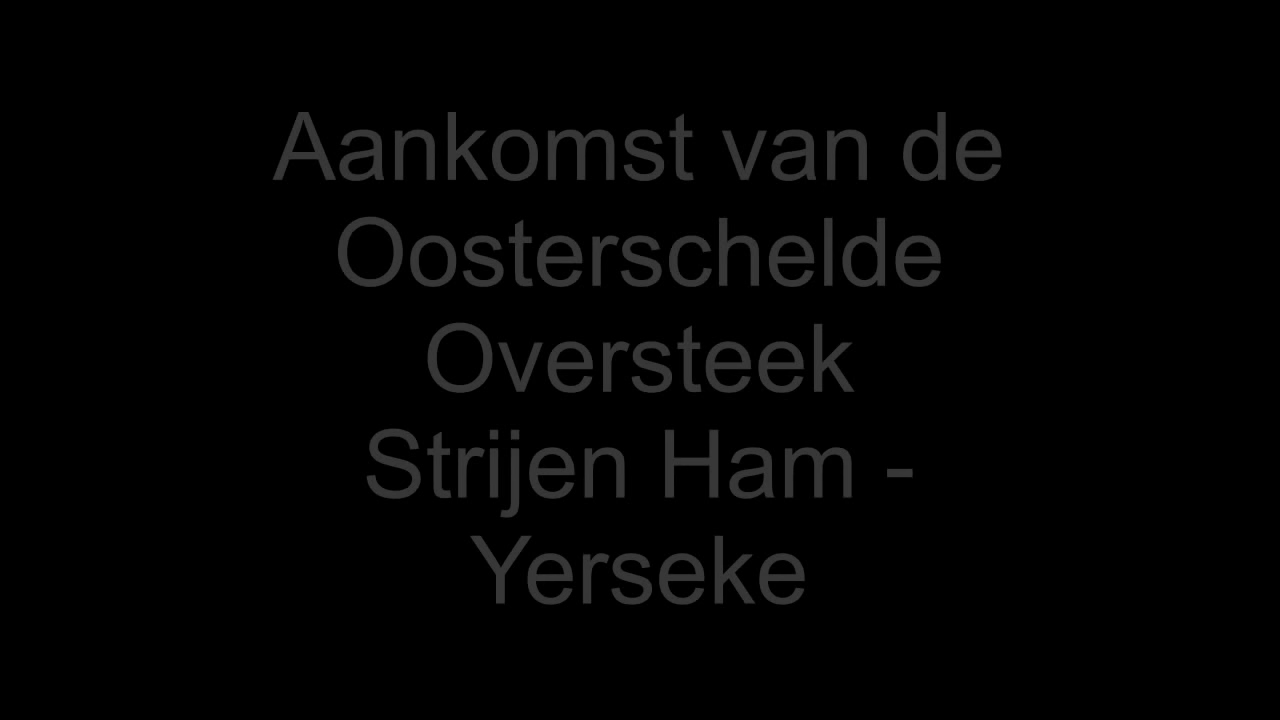 Aankomst van de
Oosterschelde
Oversteek
Strijen Ham -
Yerseke